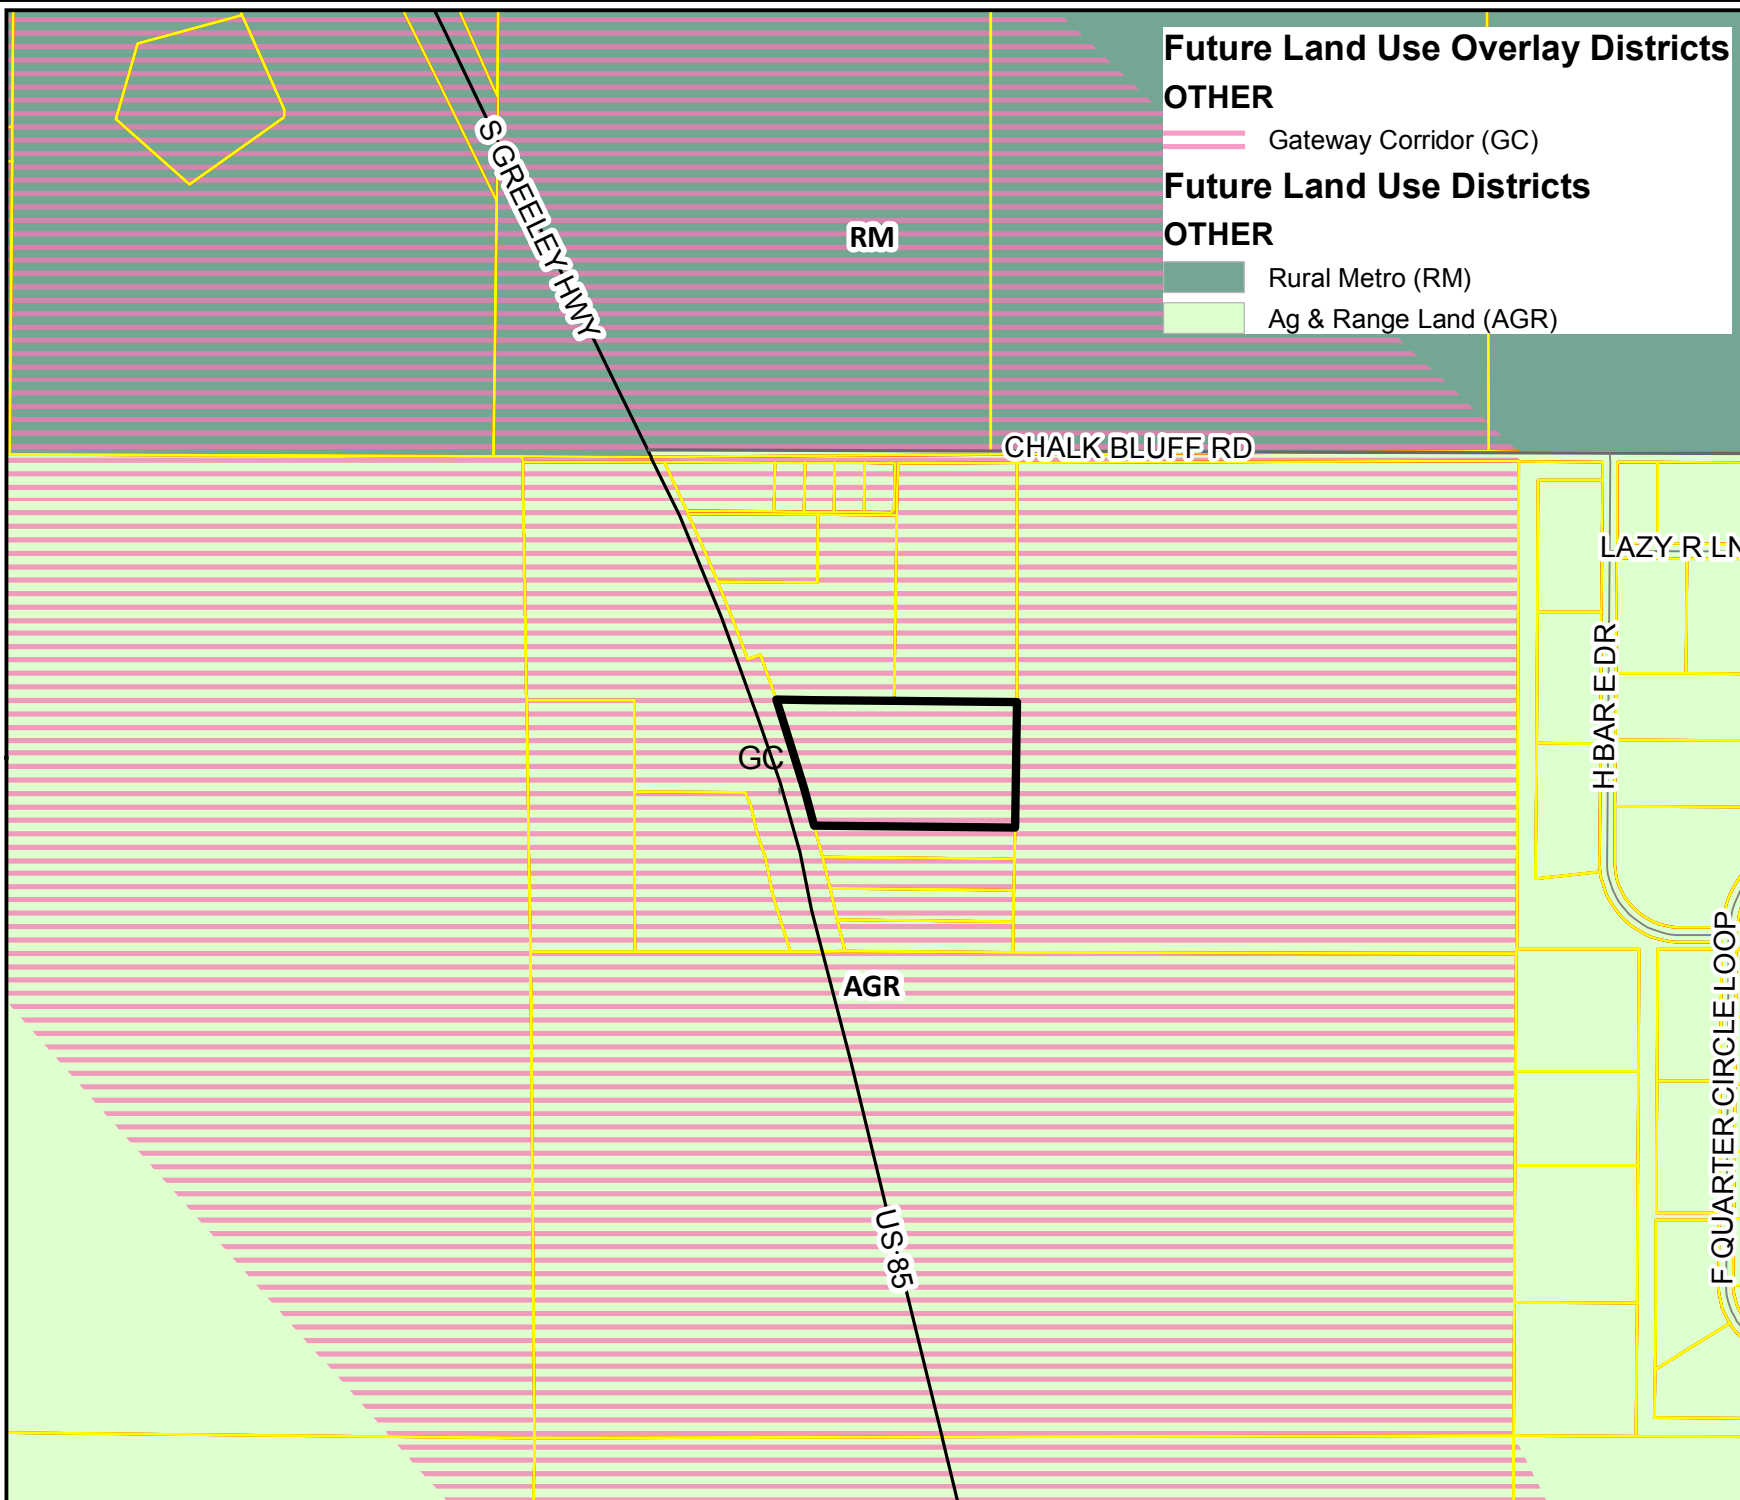 Future Land Use Overlay Districts
OTHER
Gateway Corridor (GC)
Future Land Use Districts
OTHER
Rural Metro (RM)
Ag & Range Land (AGR)
S GREELEY HWY
RM
CHALK BLUFF RD
LAZY R LN
H BAR E DR
GC
F QUARTER CIRCLE LOOP
AGR
US 85